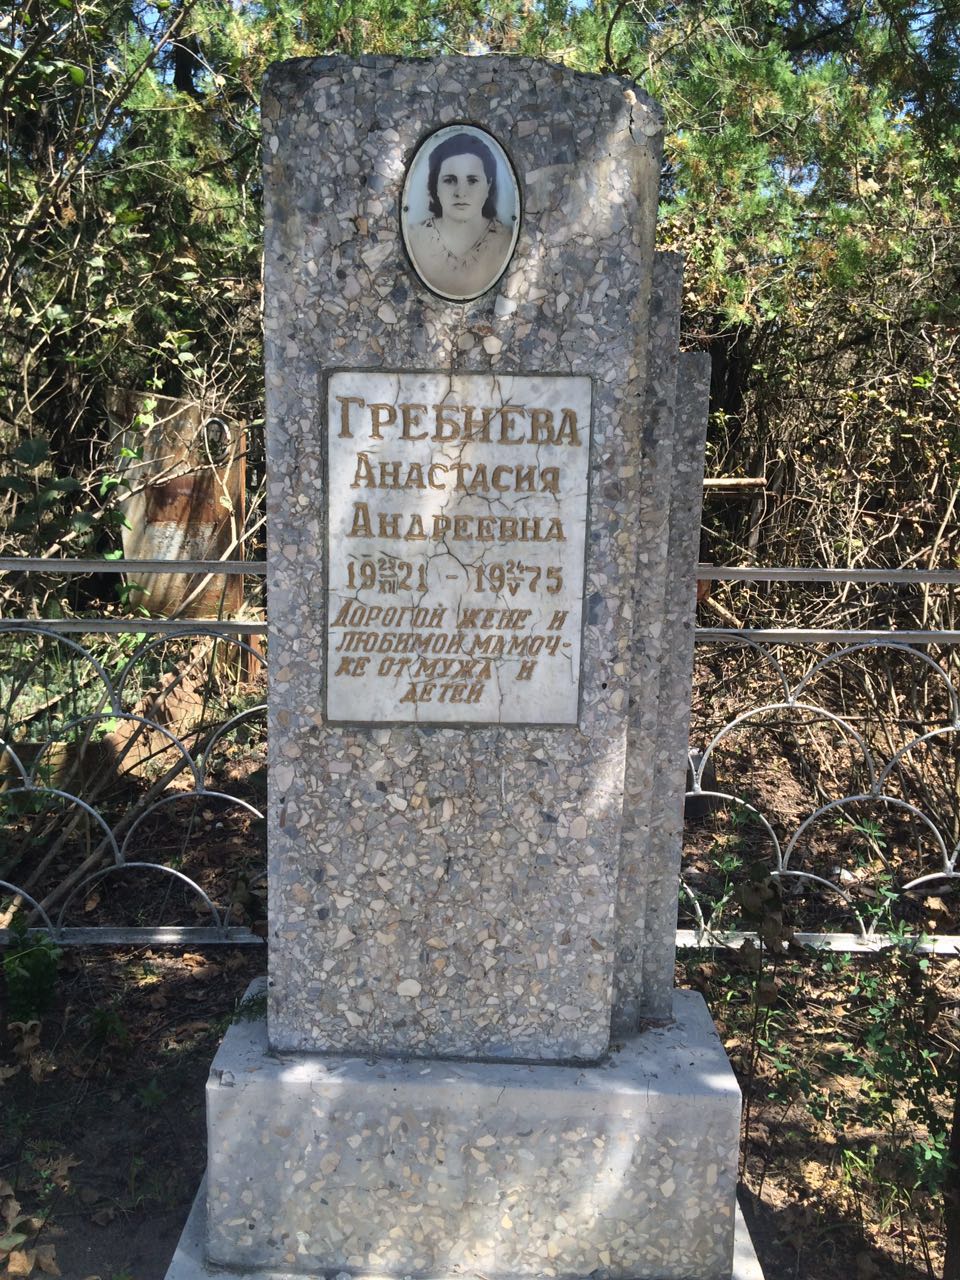 ГРЕБНЕВА
АНАСТАСИЯ
АНДРЕЕВНА
19 23/XII 21 – 19 24/V 75
ДОРОГОЙ ЖЕНЕ И
ЛЮБИМОЙ МАМОЧ-
КЕ ОТ МУЖА И
ДЕТЕЙ